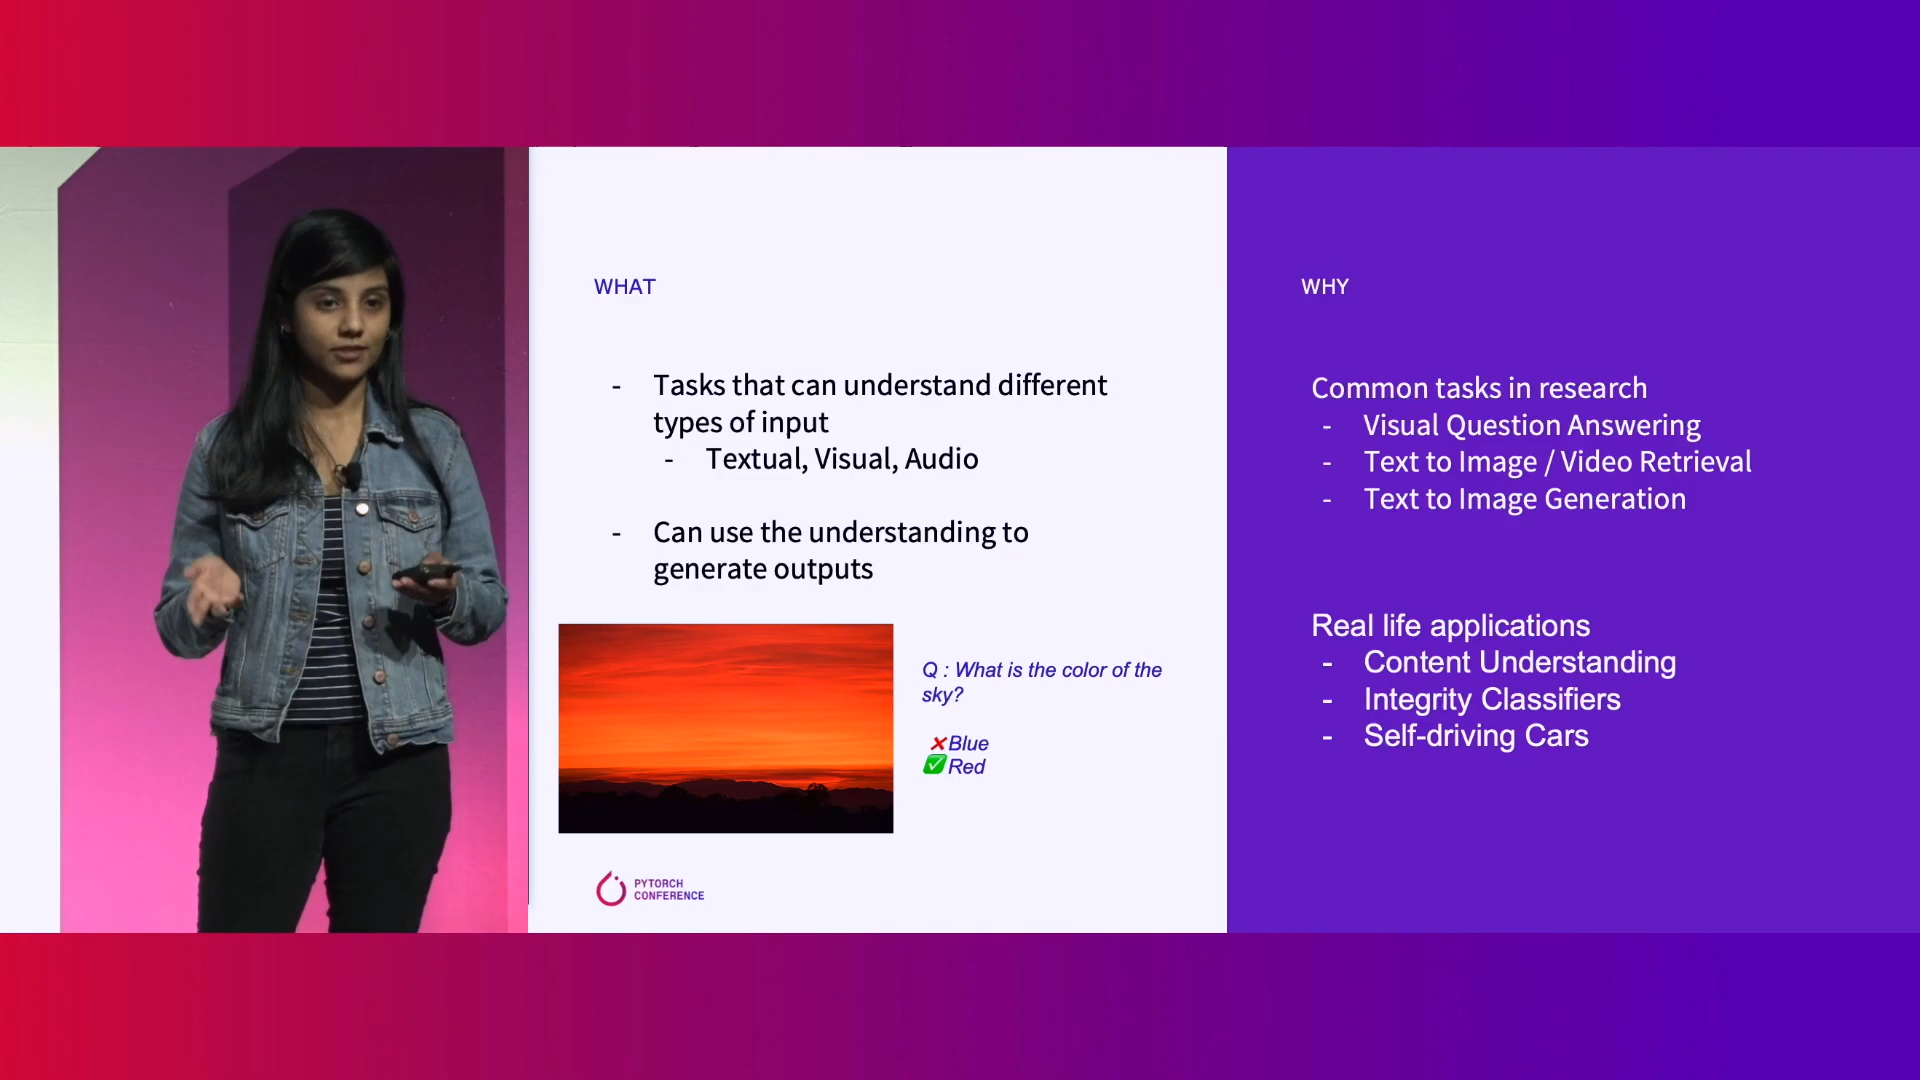 WHAT
- Tasks that can understand different
types of input
- Textual, Visual, Audio
- Can use the understanding to
generate outputs
Q : What is the color of the
sky?
❌Blue
✅Red
PYTORCH
CONFERENCE
WHY
Common tasks in research
- Visual Question Answering
- Text to Image / Video Retrieval
- Text to Image Generation
Real life applications
- Content Understanding
- Integrity Classifiers
- Self-driving Cars